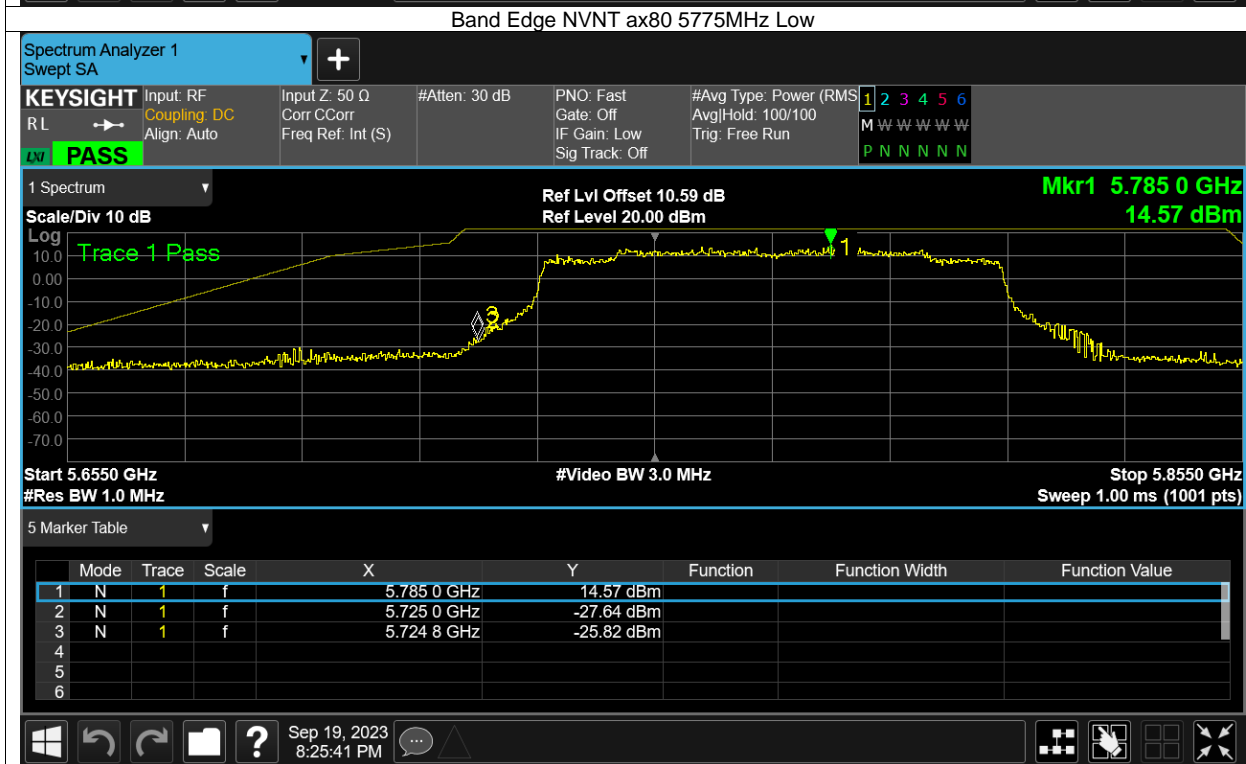 Band Edge NVNT ax80 5775MHz Low
Spectrum Analyzer 1
Swept SA
+
KEYSIGHT Input: RF Input Z: 50 Ω #Atten: 30 dB PNO: Fast #Avg Type: Power (RMS 1 2 3 4 5 6
RL Coupling: DC Corr CCorr Gate: Off Avg|Hold: 100/100 M W W W W W
Align: Auto Freq Ref: Int (S) IF Gain: Low Trig: Free Run
LXI PASS Sig Track: Off P N N N N N
1 Spectrum Ref Lvl Offset 10.59 dB Mkr1 5.785 0 GHz
Scale/Div 10 dB Ref Level 20.00 dBm 14.57 dBm
Log
Trace 1 Pass
1
10.0
0.00
-10.0
3
-20.0
-30.0
-40.0
-50.0
-60.0
-70.0
Start 5.6550 GHz #Video BW 3.0 MHz Stop 5.8550 GHz
#Res BW 1.0 MHz Sweep 1.00 ms (1001 pts)
5 Marker Table
Mode Trace Scale X Y Function Function Width Function Value
1 N 1 f 5.785 0 GHz 14.57 dBm
2 N 1 f 5.725 0 GHz -27.64 dBm
3 N 1 f 5.724 8 GHz -25.82 dBm
4
5
6
? Sep 19, 2023
8:25:41 PM